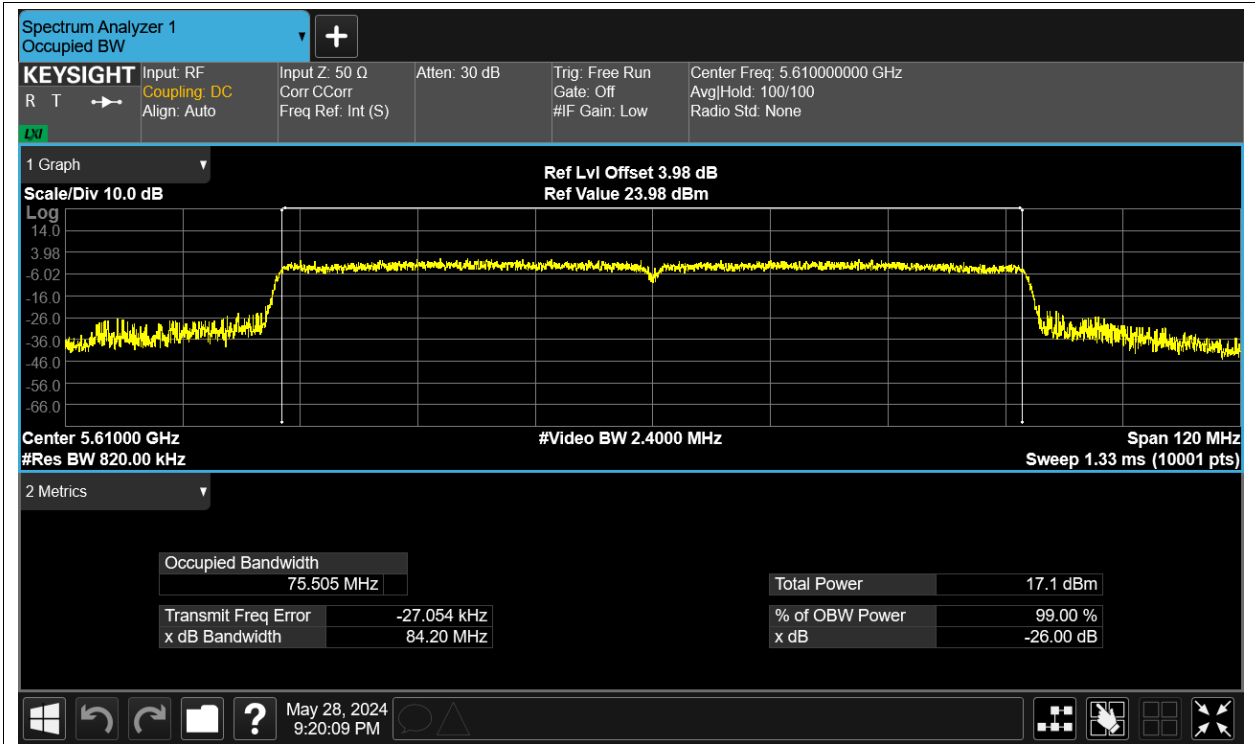 Spectrum Analyzer 1
Occupied BW
KEYSIGHT
R T
LXI
Input: RF
Coupling: DC
Align: Auto
Input Z: 50 Ω
Corr CCorr
Freq Ref: Int (S)
Atten: 30 dB
Trig: Free Run
Gate: Off
#IF Gain: Low
Center Freq: 5.610000000 GHz
Avg|Hold: 100/100
Radio Std: None
1 Graph
Scale/Div 10.0 dB
Ref Lvl Offset 3.98 dB
Ref Value 23.98 dBm
Log
14.0
3.98
-6.02
-16.0
-26.0
-36.0
-46.0
-56.0
-66.0
Center 5.61000 GHz
#Res BW 820.00 kHz
#Video BW 2.4000 MHz
Span 120 MHz
Sweep 1.33 ms (10001 pts)
2 Metrics
Occupied Bandwidth
75.505 MHz
Transmit Freq Error -27.054 kHz
x dB Bandwidth 84.20 MHz
Total Power 17.1 dBm
% of OBW Power 99.00 %
x dB -26.00 dB
?
May 28, 2024
9:20:09 PM